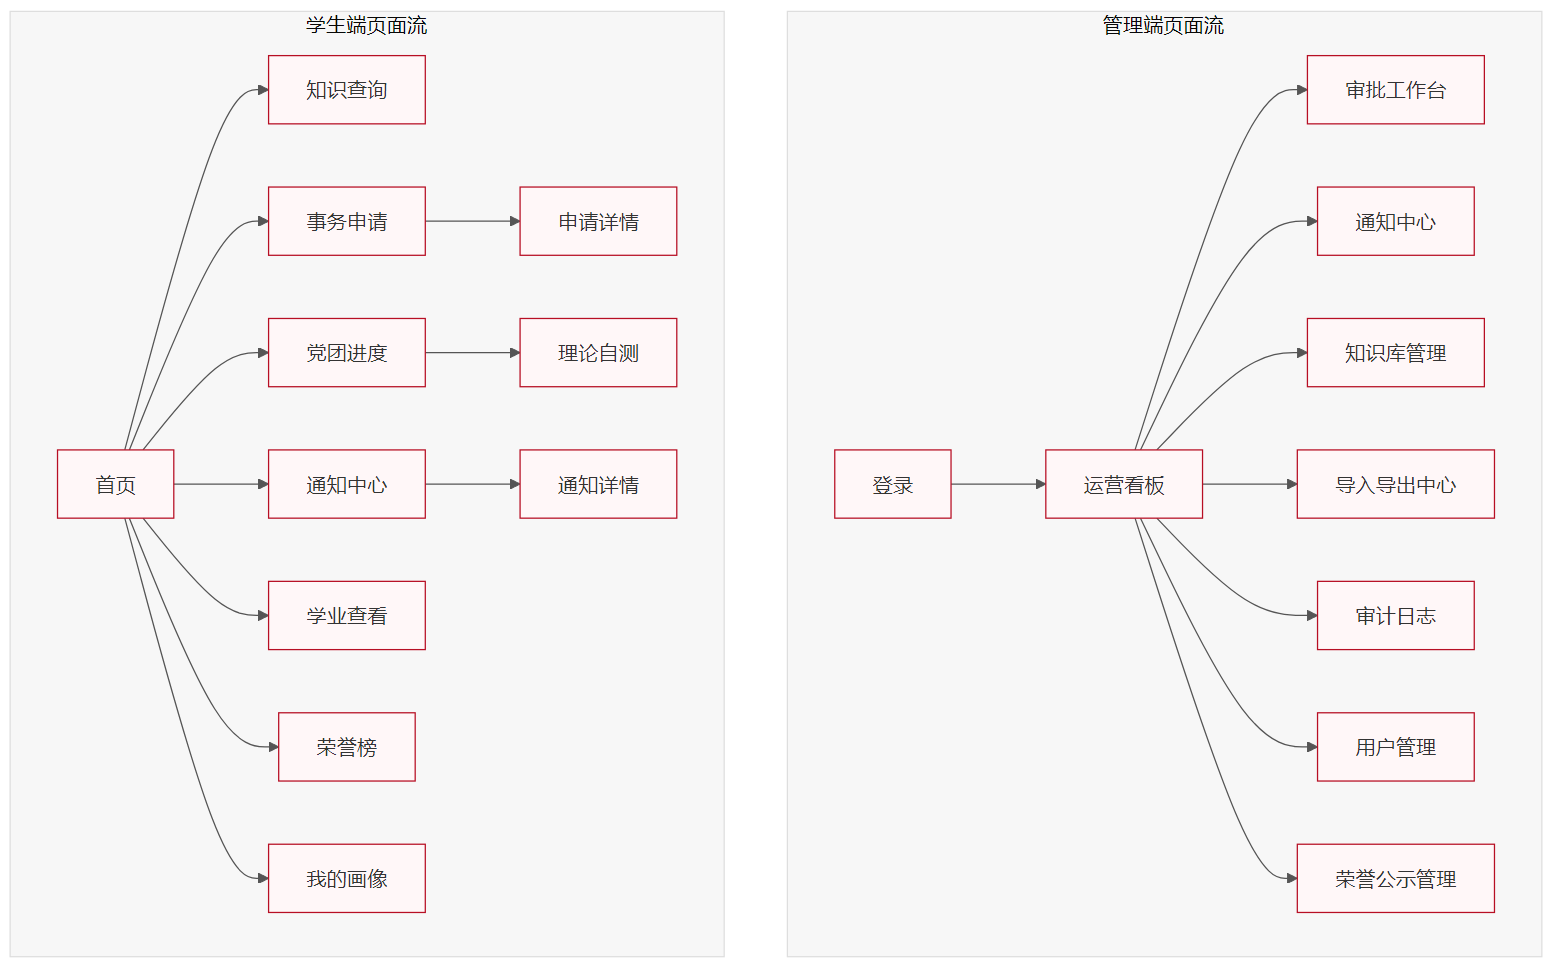 学生端页面流
知识查询
事务申请
申请详情
党团进度
理论自测
首页
通知中心
通知详情
学业查看
荣誉榜
我的画像
管理端页面流
审批工作台
通知中心
知识库管理
登录
运营看板
导入导出中心
审计日志
用户管理
荣誉公示管理